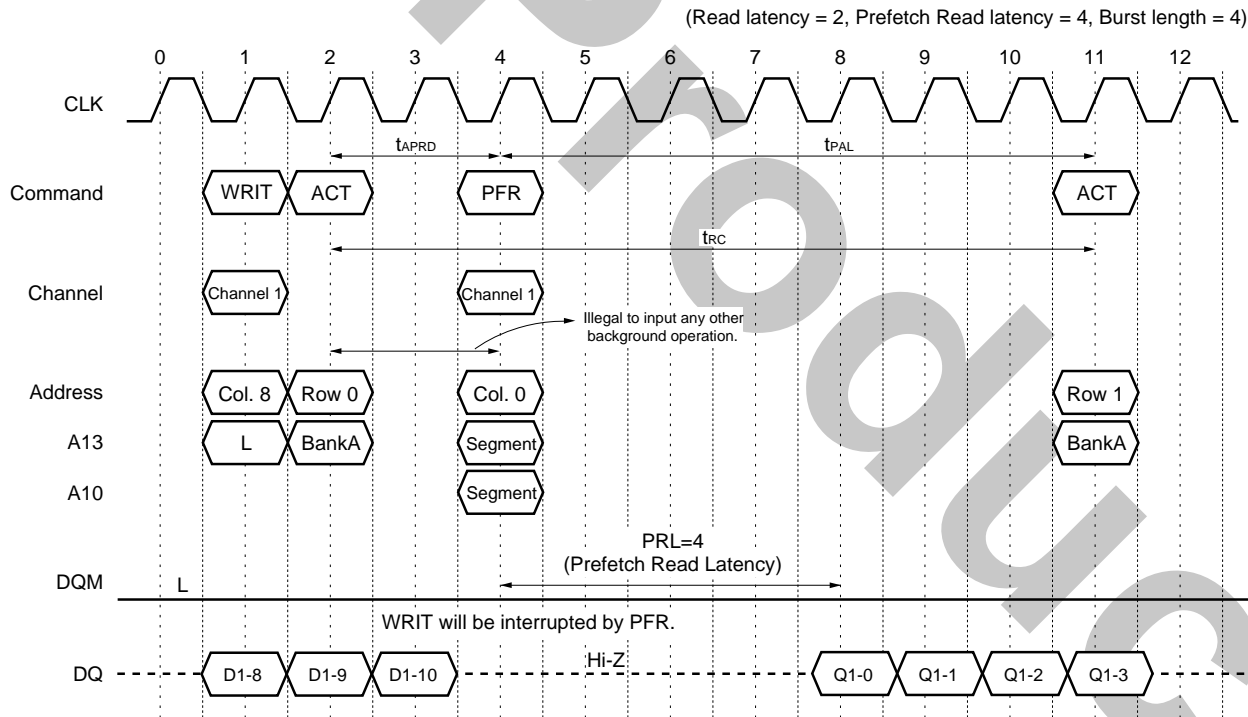 (Read latency = 2, Prefetch Read latency = 4, Burst length = 4)
0 1 2 3 4 5 6 7 8 9 10 11 12
CLK
tAPRD tPAL
Command WRIT ACT PFR ACT
tRC
Channel Channel 1 Channel 1
Illegal to input any other
background operation.
Address Col. 8 Row 0 Col. 0 Row 1
A13 L BankA Segment BankA
A10 Segment
PRL=4
(Prefetch Read Latency)
DQM L
WRIT will be interrupted by PFR.
Hi-Z
DQ D1-8 D1-9 D1-10 Q1-0 Q1-1 Q1-2 Q1-3
Produc